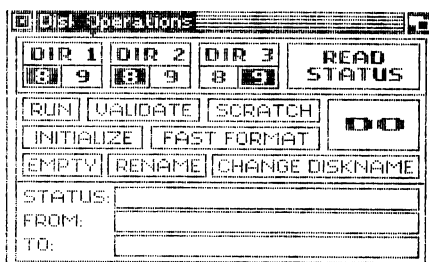 Disk Operations
DIR 1 DIR 2 DIR 3 READ
8 9 8 9 8 9 STATUS
RUN VALIDATE SCRATCH
INITIALIZE FAST FORMAT DO
EMPTY RENAME CHANGE DISKNAME
STATUS:
FROM:
TO: